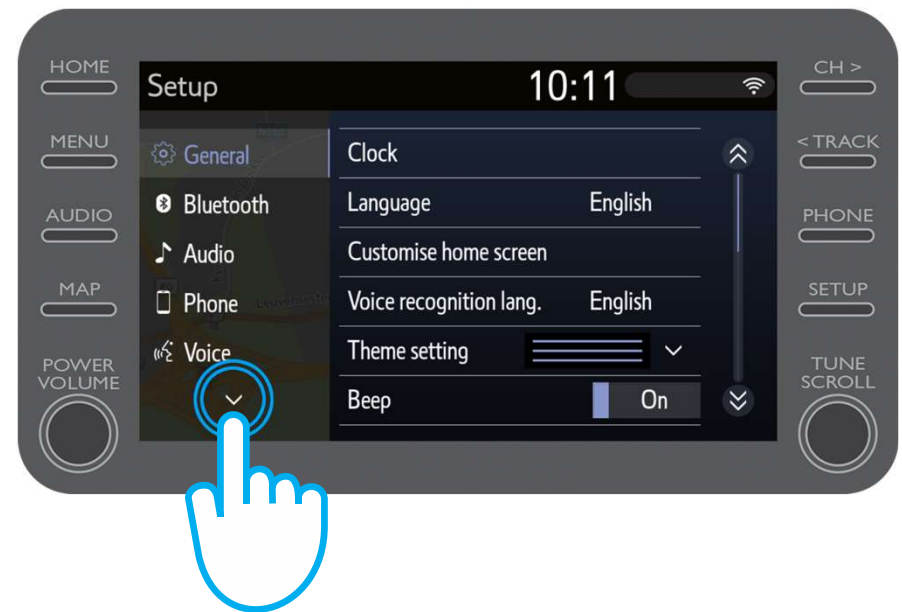 HOME
MENU
AUDIO
MAP
POWER
VOLUME
Setup 10:11
General
Bluetooth
Audio
Phone
Voice
Clock
Language English
Customise home screen
Voice recognition lang. English
Theme setting
Beep On
CH >
< TRACK
PHONE
SETUP
TUNE
SCROLL